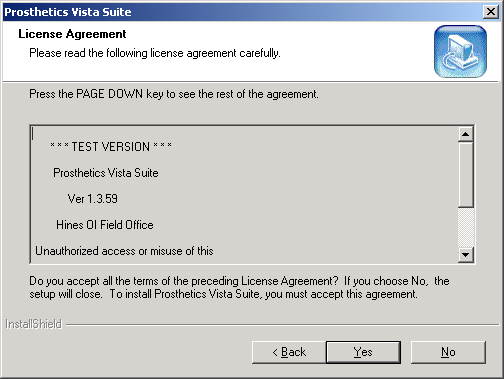 Prosthetics Vista Suite
License Agreement
Please read the following license agreement carefully.
Press the PAGE DOWN key to see the rest of the agreement.
* * * TEST VERSION * * *
Prosthetics Vista Suite
Ver 1.3.59
Hines OI Field Office
Unauthorized access or misuse of this
Do you accept all the terms of the preceding License Agreement?  If you choose No,  the
setup will close.  To install Prosthetics Vista Suite, you must accept this agreement.
InstallShield
< Back Yes No